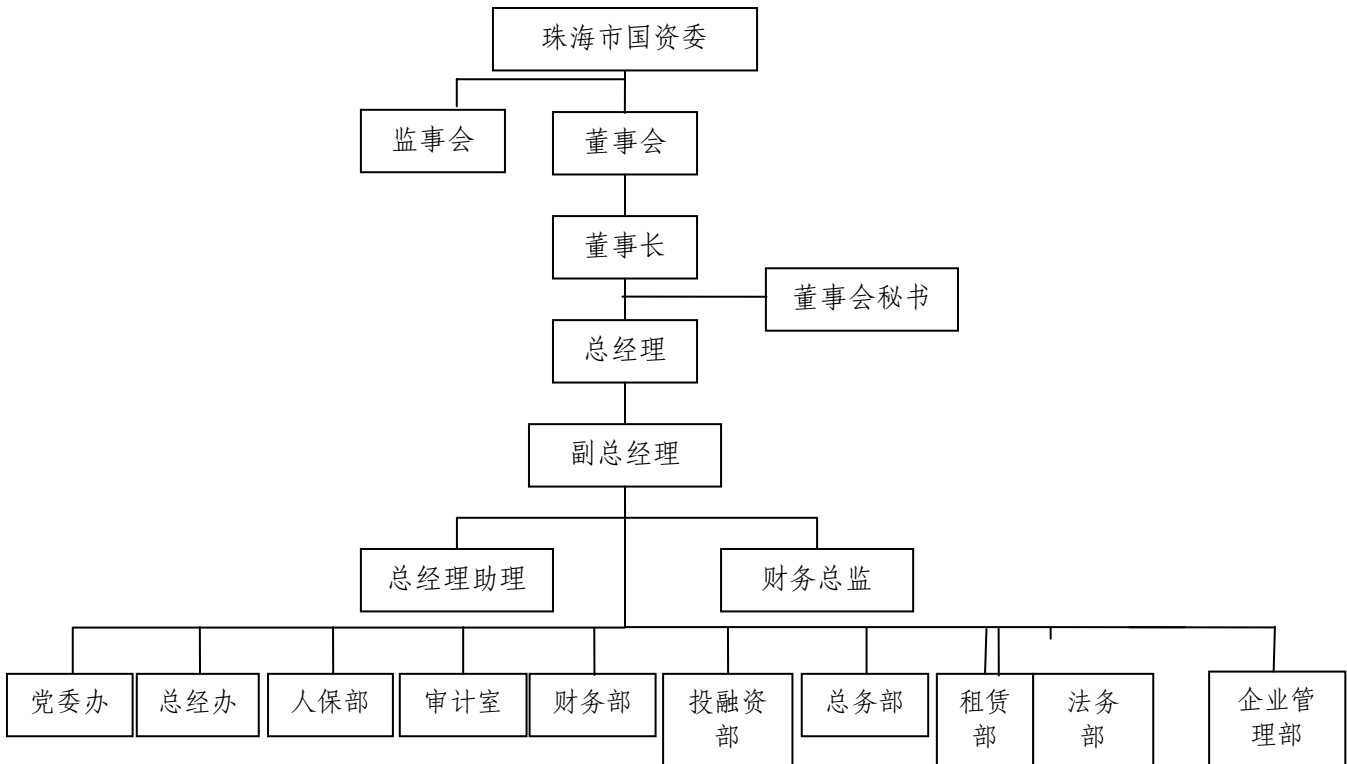 珠海市国资委
监事会
董事会
董事长
董事会秘书
总经理
副总经理
总经理助理
财务总监
党委办
总经办
人保部
审计室
财务部
投融资
部
总务部
租赁
部
法务
部
企业管
理部